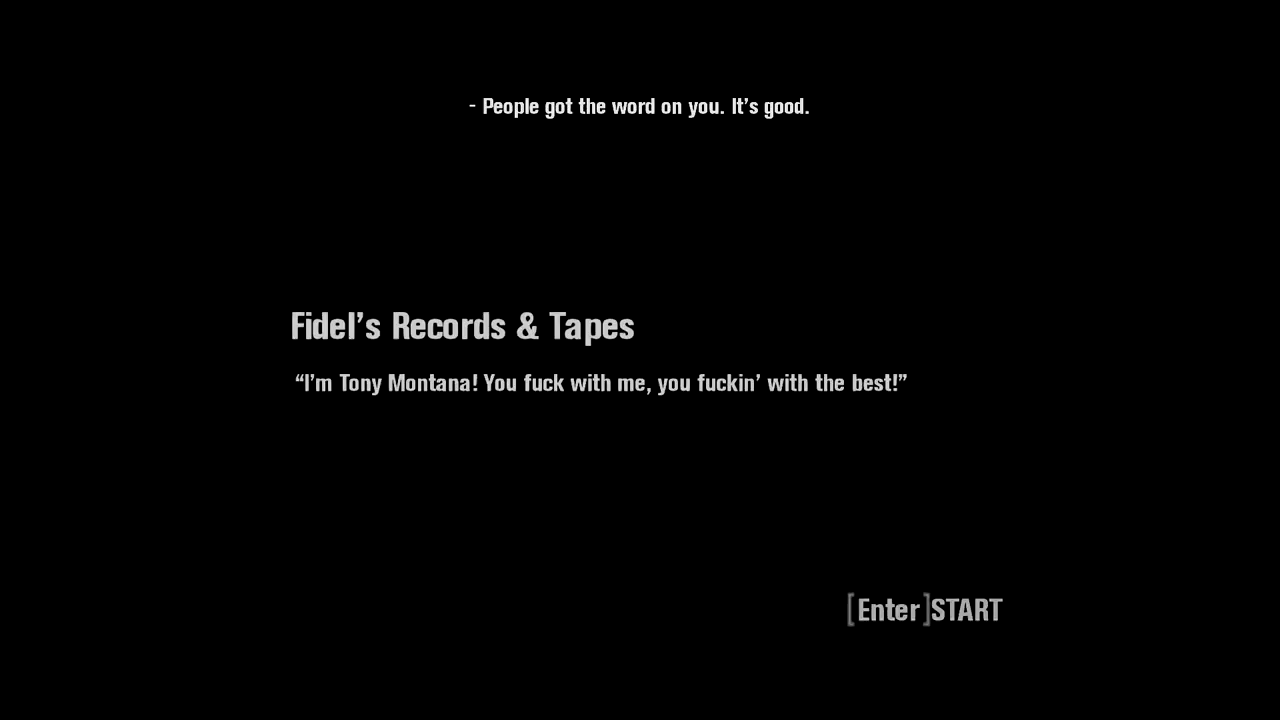 - People got the word on you. It's good.
Fidel's Records & Tapes
“I'm Tony Montana! You fuck with me, you fuckin' with the best!”
[Enter]START